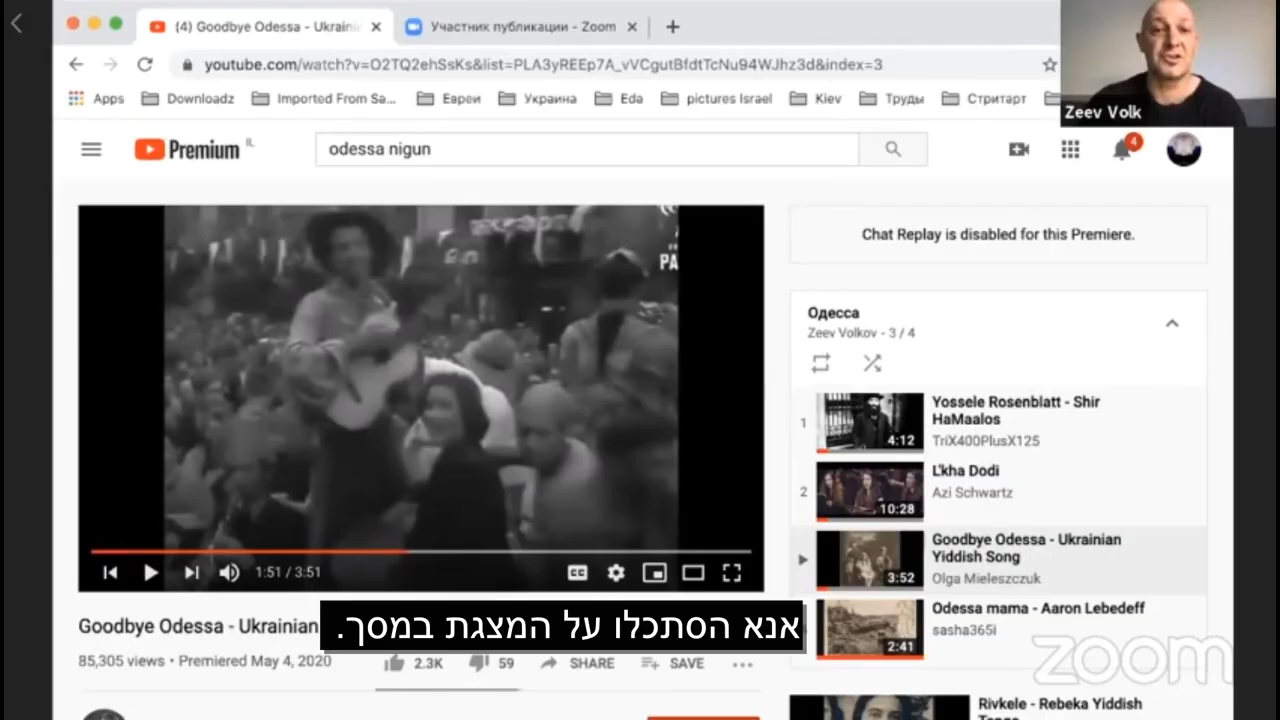 (4) Goodbye Odessa - Ukraini
Участник публикации - Zoom
youtube.com/watch?v=O2TQ2ehSsKs&list=PLA3yREEp7A_vVCgutBfdtTcNu94WJhz3d&index=3
Apps
Downloadz
Imported From Sa...
Евреи
Украина
Eda
pictures Israel
Kiev
Труды
Стритарт
Zeev Volk
Premium IL
odessa nigun
4
PA
Chat Replay is disabled for this Premiere.
Одесса
Zeev Volkov - 3 / 4
1
Yossele Rosenblatt - Shir
HaMaalos
TriX400PlusX125
4:12
2
L'kha Dodi
Azi Schwartz
10:28
Goodbye Odessa - Ukrainian
Yiddish Song
Olga Mieleszczuk
3:52
Odessa mama - Aaron Lebedeff
sasha365i
2:41
1:51 / 3:51
CC
Goodbye Odessa - Ukrainian
אנא הסתכלו על המצגת במסך.
85,305 views • Premiered May 4, 2020
2.3K
59
SHARE
SAVE
zoom
Rivkele - Rebeka Yiddish